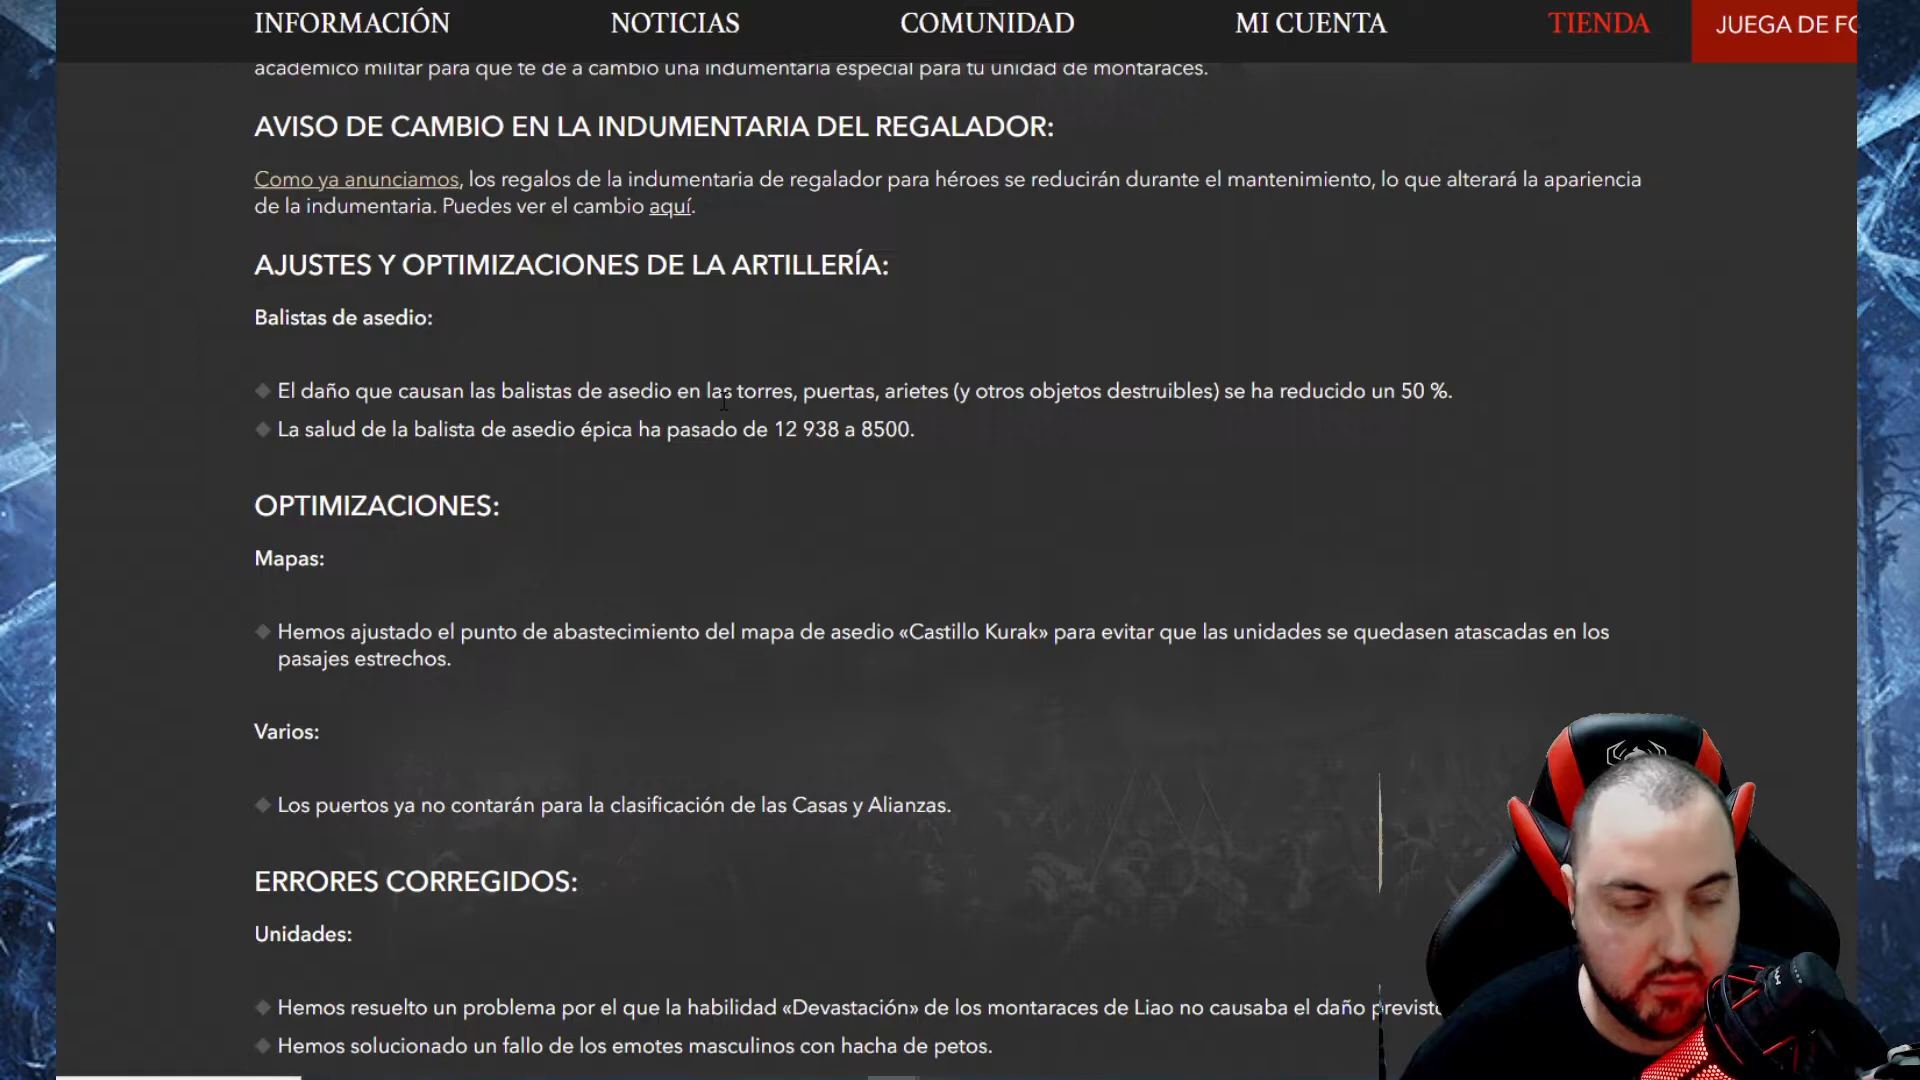 INFORMACIÓN NOTICIAS COMUNIDAD MI CUENTA TIENDA JUEGA DE
académico militar para que te dé a cambio una indumentaria especial para tu unidad de montaraces.
AVISO DE CAMBIO EN LA INDUMENTARIA DEL REGALADOR:
Como ya anunciamos, los regalos de la indumentaria de regalador para héroes se reducirán durante el mantenimiento, lo que alterará la apariencia
de la indumentaria. Puedes ver el cambio aquí.
AJUSTES Y OPTIMIZACIONES DE LA ARTILLERÍA:
Balistas de asedio:
El daño que causan las balistas de asedio en las torres, puertas, arietes (y otros objetos destruibles) se ha reducido un 50 %.
La salud de la balista de asedio épica ha pasado de 12 938 a 8500.
OPTIMIZACIONES:
Mapas:
Hemos ajustado el punto de abastecimiento del mapa de asedio «Castillo Kurak» para evitar que las unidades se quedasen atascadas en los
pasajes estrechos.
Varios:
Los puertos ya no contarán para la clasificación de las Casas y Alianzas.
ERRORES CORREGIDOS:
Unidades:
Hemos resuelto un problema por el que la habilidad «Devastación» de los montaraces de Liao no causaba el daño previsto
Hemos solucionado un fallo de los emotes masculinos con hacha de petos.